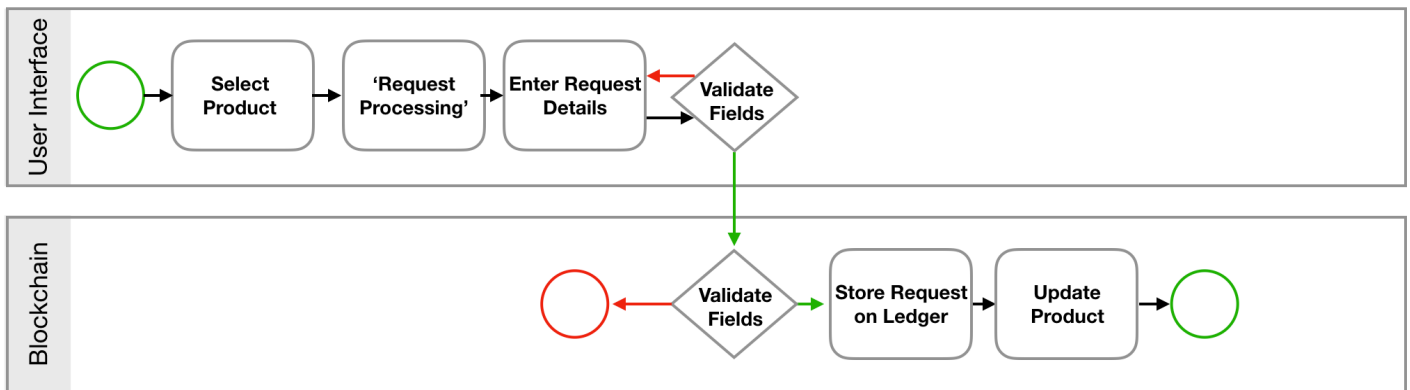 User Interface
Select
Product
‘Request
Processing’
Enter Request
Details
Validate
Fields
Blockchain
Validate
Fields
Store Request
on Ledger
Update
Product